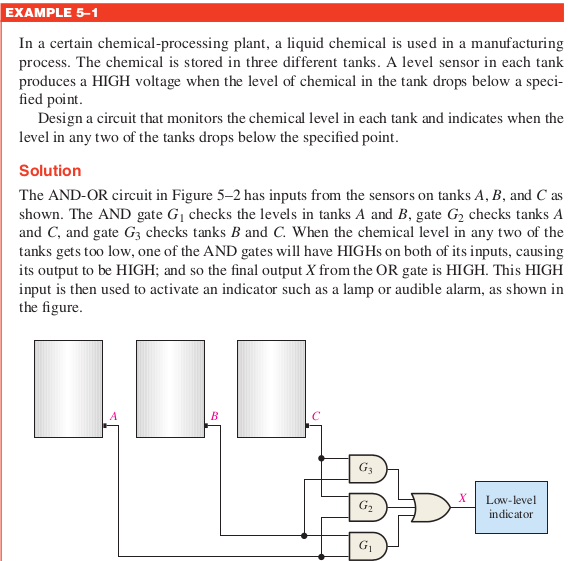 EXAMPLE 5–1
In a certain chemical-processing plant, a liquid chemical is used in a manufacturing
process. The chemical is stored in three different tanks. A level sensor in each tank
produces a HIGH voltage when the level of chemical in the tank drops below a speci-
fied point.
Design a circuit that monitors the chemical level in each tank and indicates when the
level in any two of the tanks drops below the specified point.
Solution
The AND-OR circuit in Figure 5–2 has inputs from the sensors on tanks A, B, and C as
shown. The AND gate G₁ checks the levels in tanks A and B, gate G₂ checks tanks A
and C, and gate G₃ checks tanks B and C. When the chemical level in any two of the
tanks gets too low, one of the AND gates will have HIGHs on both of its inputs, causing
its output to be HIGH; and so the final output X from the OR gate is HIGH. This HIGH
input is then used to activate an indicator such as a lamp or audible alarm, as shown in
the figure.
A
B
C
G₃
G₂
G₁
X
Low-level
indicator